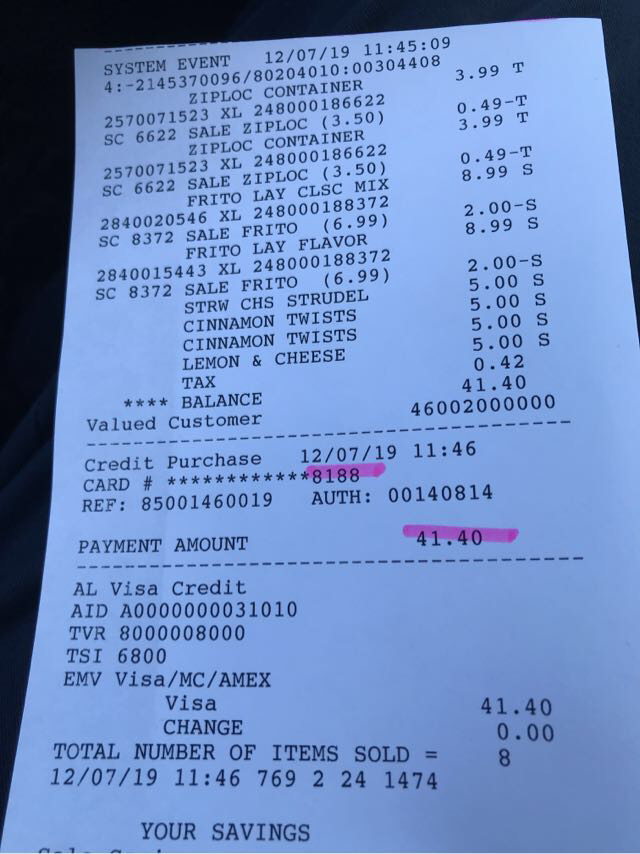 SYSTEM EVENT 12/07/19 11:45:09
4:-2145370096/80204010:00304408
ZIPLOC CONTAINER 3.99 T
2570071523 XL 248000186622
SC 6622 SALE ZIPLOC (3.50) 0.49-T
ZIPLOC CONTAINER 3.99 T
2570071523 XL 248000186622
SC 6622 SALE ZIPLOC (3.50) 0.49-T
FRITO LAY CLSC MIX 8.99 S
2840020546 XL 248000188372
SC 8372 SALE FRITO (6.99) 2.00-S
FRITO LAY FLAVOR 8.99 S
2840015443 XL 248000188372
SC 8372 SALE FRITO (6.99) 2.00-S
STRW CHS STRUDEL 5.00 S
CINNAMON TWISTS 5.00 S
CINNAMON TWISTS 5.00 S
LEMON & CHEESE 5.00 S
TAX 0.42
**** BALANCE 41.40
Valued Customer 46002000000
Credit Purchase 12/07/19 11:46
CARD # ************8188
REF: 85001460019 AUTH: 00140814
PAYMENT AMOUNT 41.40
AL Visa Credit
AID A0000000031010
TVR 8000008000
TSI 6800
EMV Visa/MC/AMEX
Visa 41.40
CHANGE 0.00
TOTAL NUMBER OF ITEMS SOLD = 8
12/07/19 11:46 769 2 24 1474
YOUR SAVINGS